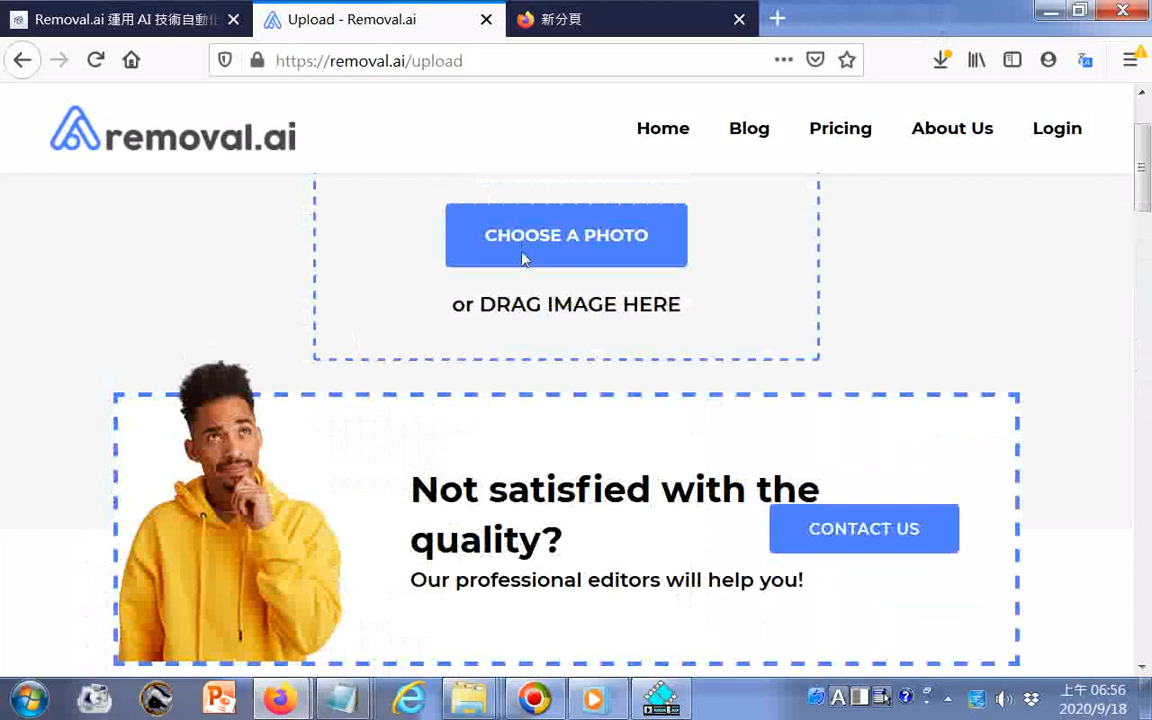 Removal.ai 運用 AI 技術自動
Upload - Removal.ai
新分頁
https://removal.ai/upload
removal.ai
Home
Blog
Pricing
About Us
Login
CHOOSE A PHOTO
or DRAG IMAGE HERE
Not satisfied with the
quality?
CONTACT US
Our professional editors will help you!
上午 06:56
2020/9/18